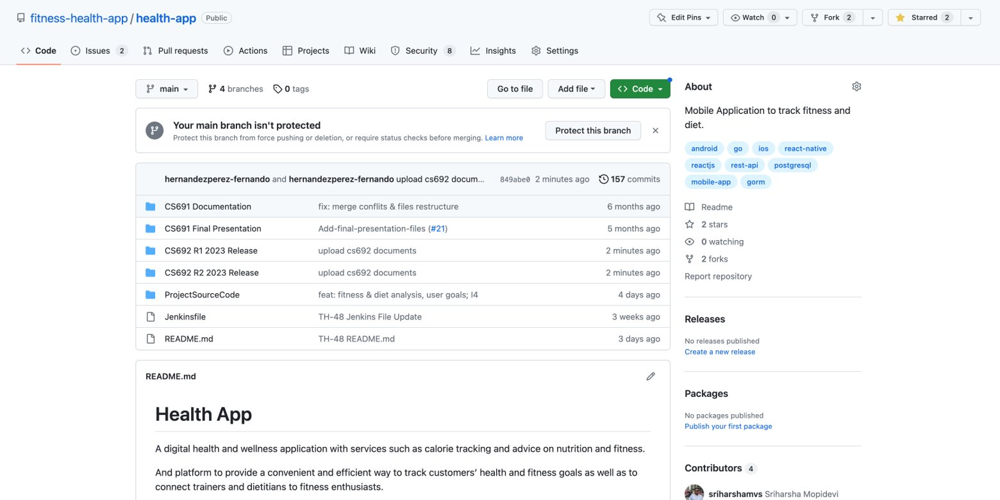 fitness-health-app / health-app Public
Edit Pins Watch 0 Fork 2 Starred 2
Code Issues 2 Pull requests Actions Projects Wiki Security 8 Insights Settings
main 4 branches 0 tags Go to file Add file Code
Your main branch isn't protected
Protect this branch from force pushing or deletion, or require status checks before merging. Learn more
Protect this branch
hernandezperez-fernando and hernandezperez-fernando upload cs692 docum... 849abe0 2 minutes ago 157 commits
CS691 Documentation fix: merge conflits & files restructure 6 months ago
CS691 Final Presentation Add-final-presentation-files (#21) 5 months ago
CS692 R1 2023 Release upload cs692 documents 2 minutes ago
CS692 R2 2023 Release upload cs692 documents 2 minutes ago
ProjectSourceCode feat: fitness & diet analysis, user goals; I4 4 days ago
Jenkinsfile TH-48 Jenkins File Update 3 weeks ago
README.md TH-48 README.md 3 days ago
README.md
Health App
A digital health and wellness application with services such as calorie tracking and advice on nutrition and fitness.
And platform to provide a convenient and efficient way to track customers’ health and fitness goals as well as to
connect trainers and dietitians to fitness enthusiasts.
About
Mobile Application to track fitness and
diet.
android go ios react-native
reactjs rest-api postgresql
mobile-app gorm
Readme
2 stars
0 watching
2 forks
Report repository
Releases
No releases published
Create a new release
Packages
No packages published
Publish your first package
Contributors 4
sriharshamvs Sriharsha Mopidevi